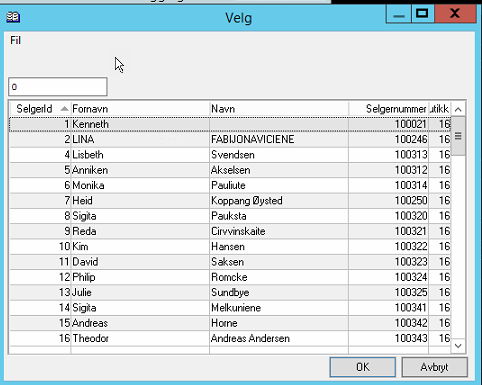 Velg
Fil
0
SelgerId Fornavn Navn Selgernummer utikk
1 Kenneth 100021 16
2 LINA FABIJONAVICIENE 100246 16
4 Lisbeth Svendsen 100313 16
5 Anniken Akselsen 100312 16
6 Monika Pauliute 100314 16
7 Heid Koppang Øysted 100250 16
8 Sigita Pauksta 100320 16
9 Reda Cirvvinskaite 100321 16
10 Kim Hansen 100322 16
11 David Saksen 100323 16
12 Philip Romcke 100324 16
13 Julie Sundbye 100325 16
14 Sigita Melkuniene 100341 16
15 Andreas Horne 100342 16
16 Theodor Andreas Andersen 100343 16
OK Avbryt